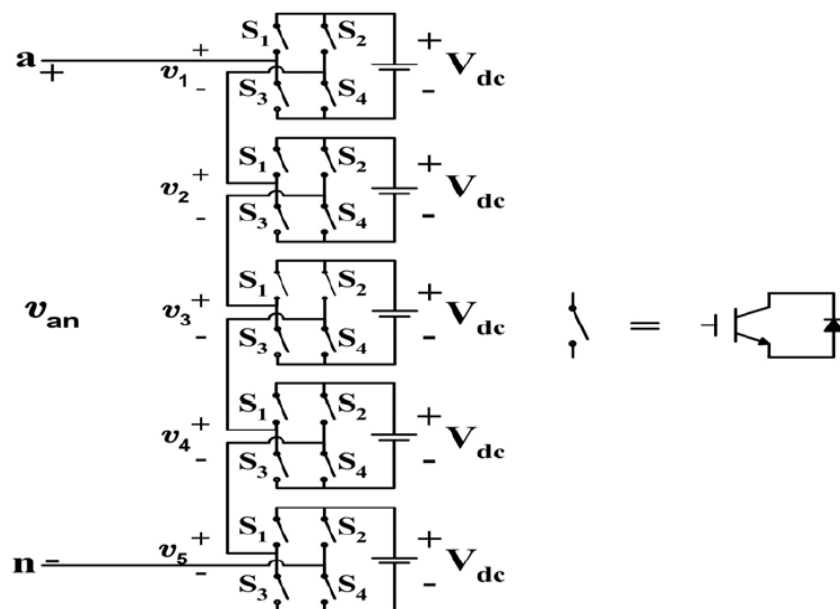 S1 S2
a + + v1 - + Vdc -
S3 S4
S1 S2
+ v2 - + Vdc -
S3 S4
S1 S2
van + v3 - + Vdc - =
S3 S4
S1 S2
+ v4 - + Vdc -
S3 S4
S1 S2
n - + v5 - + Vdc -
S3 S4